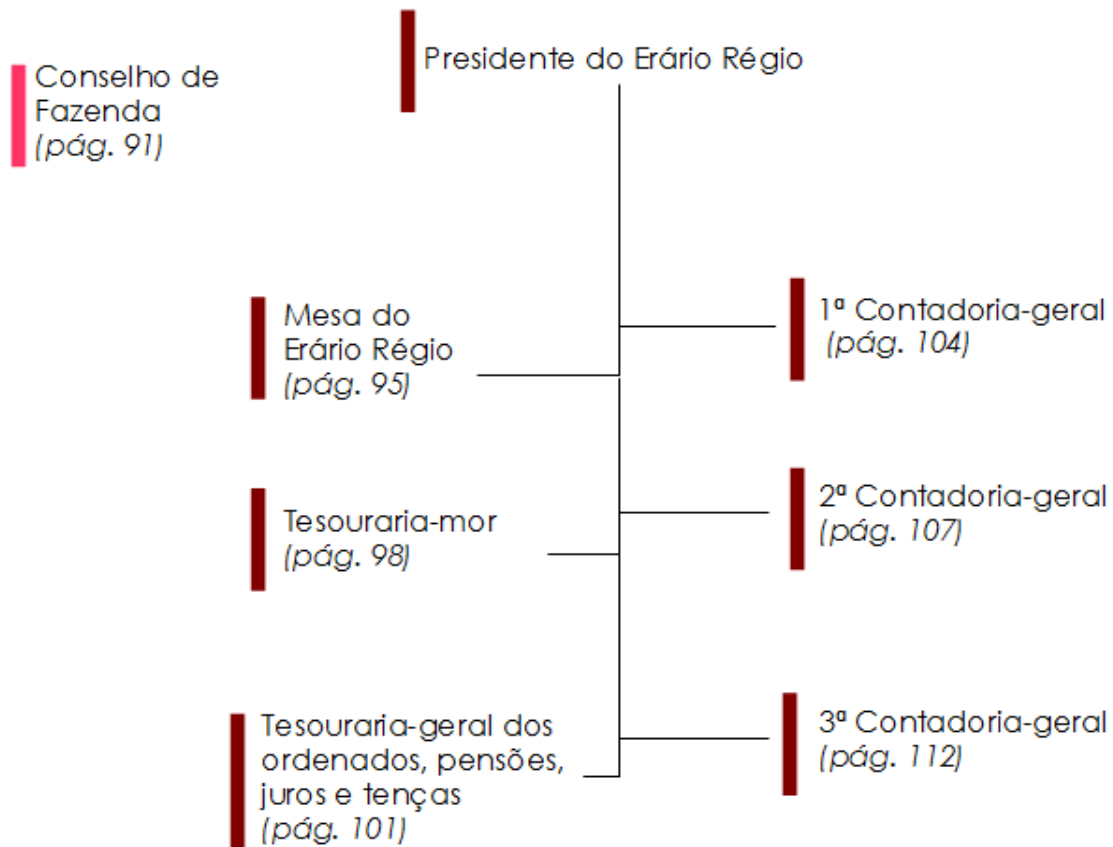 Presidente do Erário Régio
Conselho de
Fazenda
(pág. 91)
Mesa do
Erário Régio
(pág. 95)
1ª Contadoria-geral
(pág. 104)
Tesouraria-mor
(pág. 98)
2ª Contadoria-geral
(pág. 107)
Tesouraria-geral dos
ordenados, pensões,
juros e tenças
(pág. 101)
3ª Contadoria-geral
(pág. 112)